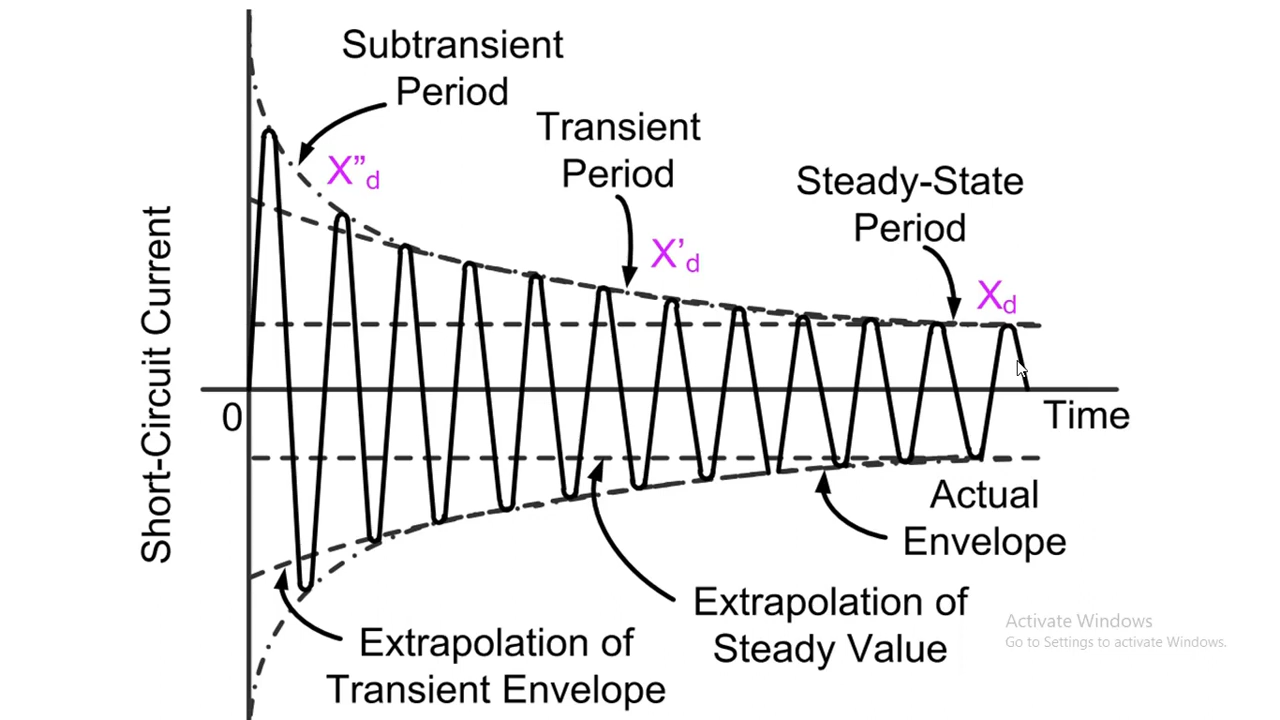 Subtransient
Period
X”d
Transient
Period
X’d
Steady-State
Period
Xd
Short-Circuit Current
0
Time
Actual
Envelope
Extrapolation of
Steady Value
Extrapolation of
Transient Envelope
Activate Windows
Go to Settings to activate Windows.